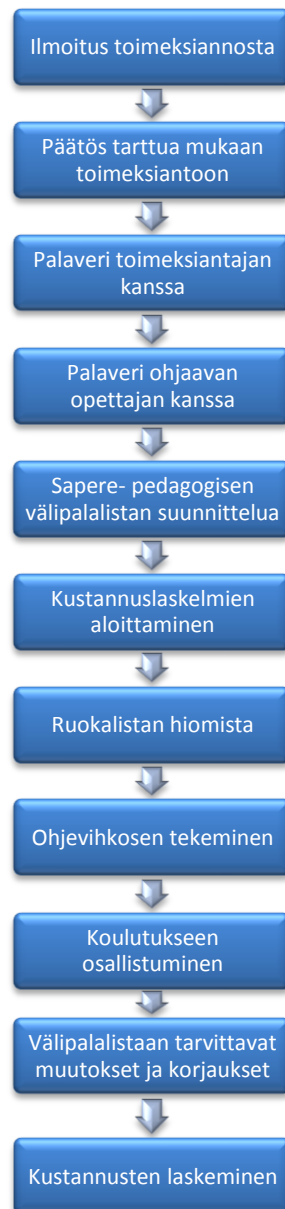 Ilmoitus toimeksiannosta
Päätös tarttua mukaan
toimeksiantoon
Palaveri toimeksiantajan
kanssa
Palaveri ohjaavan
opettajan kanssa
Sapere- pedagogisen
välipalalistan suunnittelua
Kustannuslaskelmien
aloittaminen
Ruokalistan hiomista
Ohjevihkosen tekeminen
Koulutukseen
osallistuminen
Välipalalistaan tarvittavat
muutokset ja korjaukset
Kustannusten laskeminen